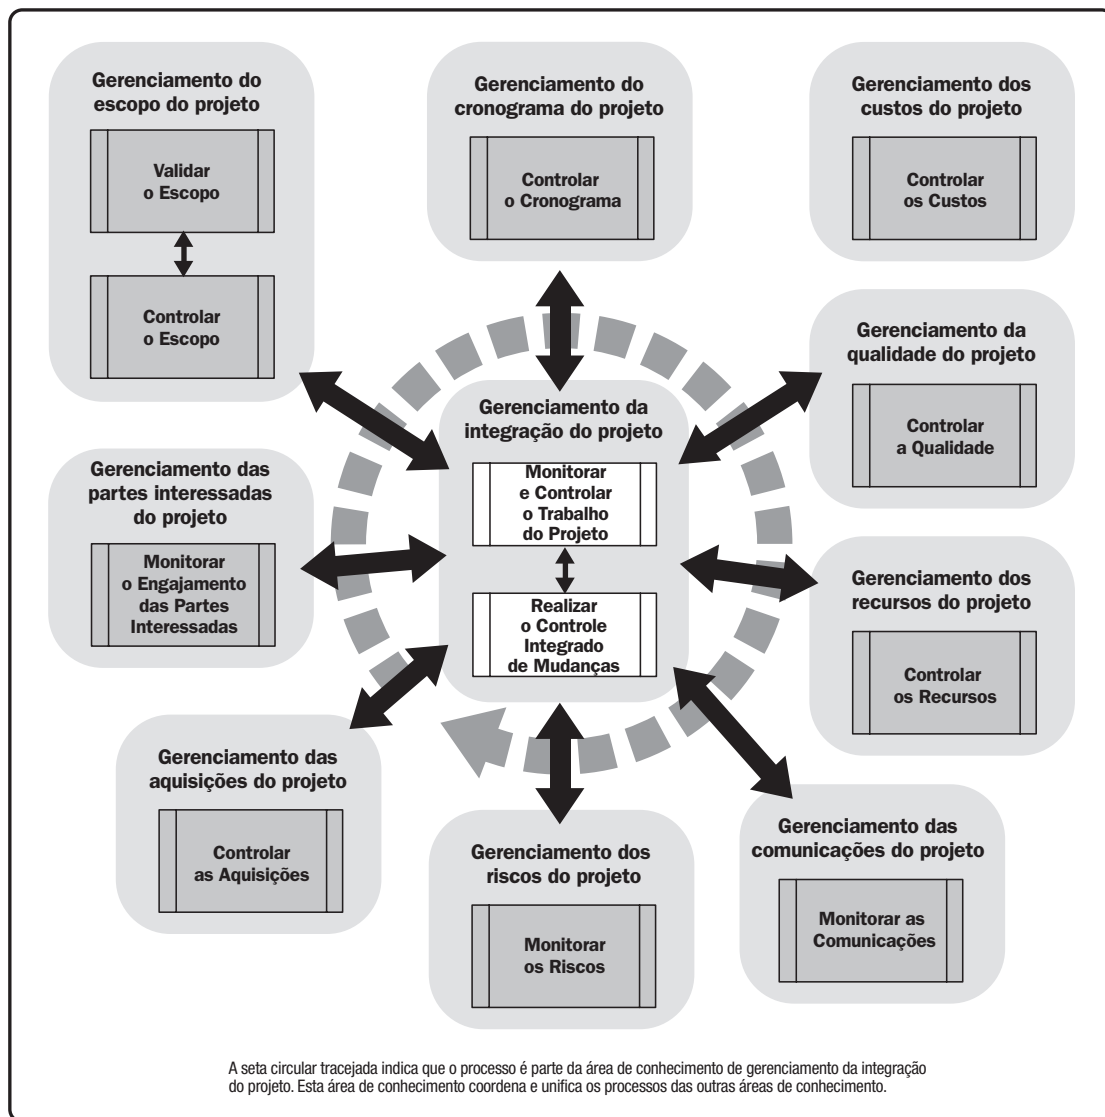 Gerenciamento do
escopo do projeto
Validar
o Escopo
Controlar
o Escopo
Gerenciamento do
cronograma do projeto
Controlar
o Cronograma
Gerenciamento dos
custos do projeto
Controlar
os Custos
Gerenciamento da
qualidade do projeto
Controlar
a Qualidade
Gerenciamento da
integração do projeto
Monitorar
e Controlar
o Trabalho
do Projeto
Realizar
o Controle
Integrado
de Mudanças
Gerenciamento das
partes interessadas
do projeto
Monitorar
o Engajamento
das Partes
Interessadas
Gerenciamento dos
recursos do projeto
Controlar
os Recursos
Gerenciamento das
aquisições do projeto
Controlar
as Aquisições
Gerenciamento dos
riscos do projeto
Monitorar
os Riscos
Gerenciamento das
comunicações do projeto
Monitorar as
Comunicações
A seta circular tracejada indica que o processo é parte da área de conhecimento de gerenciamento da integração
do projeto. Esta área de conhecimento coordena e unifica os processos das outras áreas de conhecimento.